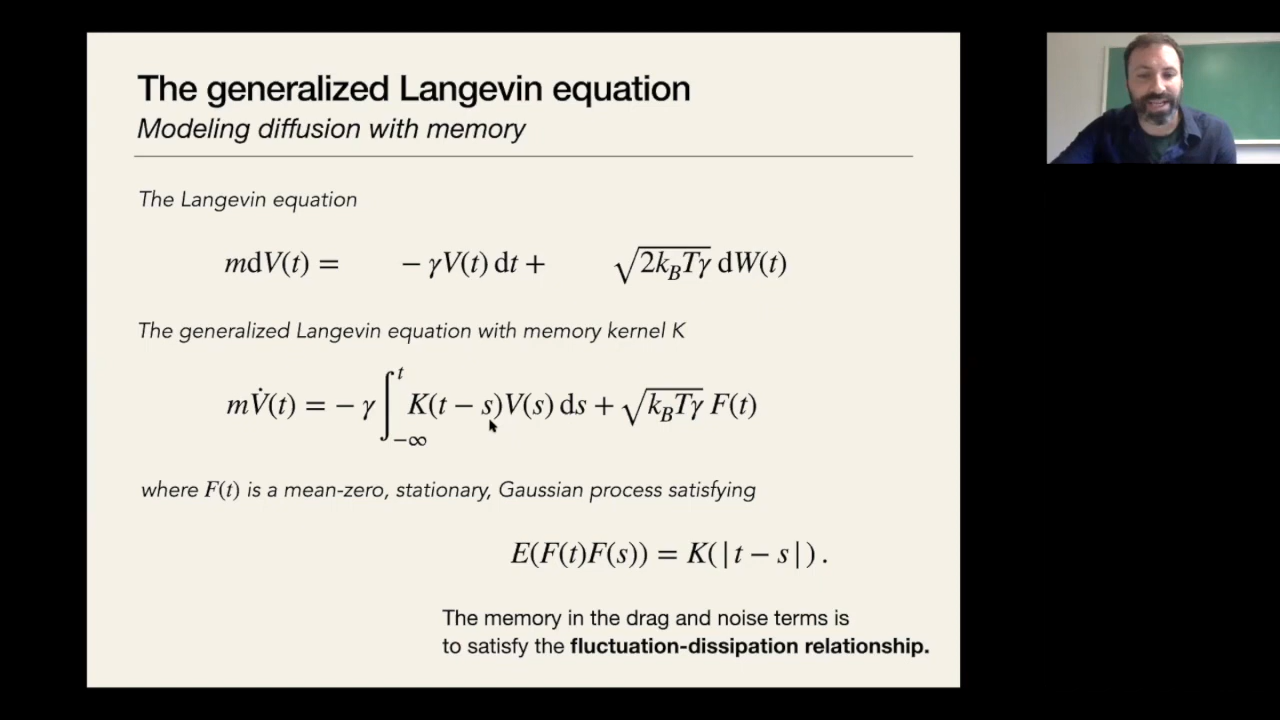 The generalized Langevin equation
Modeling diffusion with memory
The Langevin equation
mdV(t) = − γV(t) dt + √2k_BTγ dW(t)
The generalized Langevin equation with memory kernel K
mV̇(t) = − γ ∫_{−∞}^{t} K(t − s)V(s) ds + √k_BTγ F(t)
where F(t) is a mean-zero, stationary, Gaussian process satisfying
E(F(t)F(s)) = K(|t − s|) .
The memory in the drag and noise terms is
to satisfy the fluctuation-dissipation relationship.